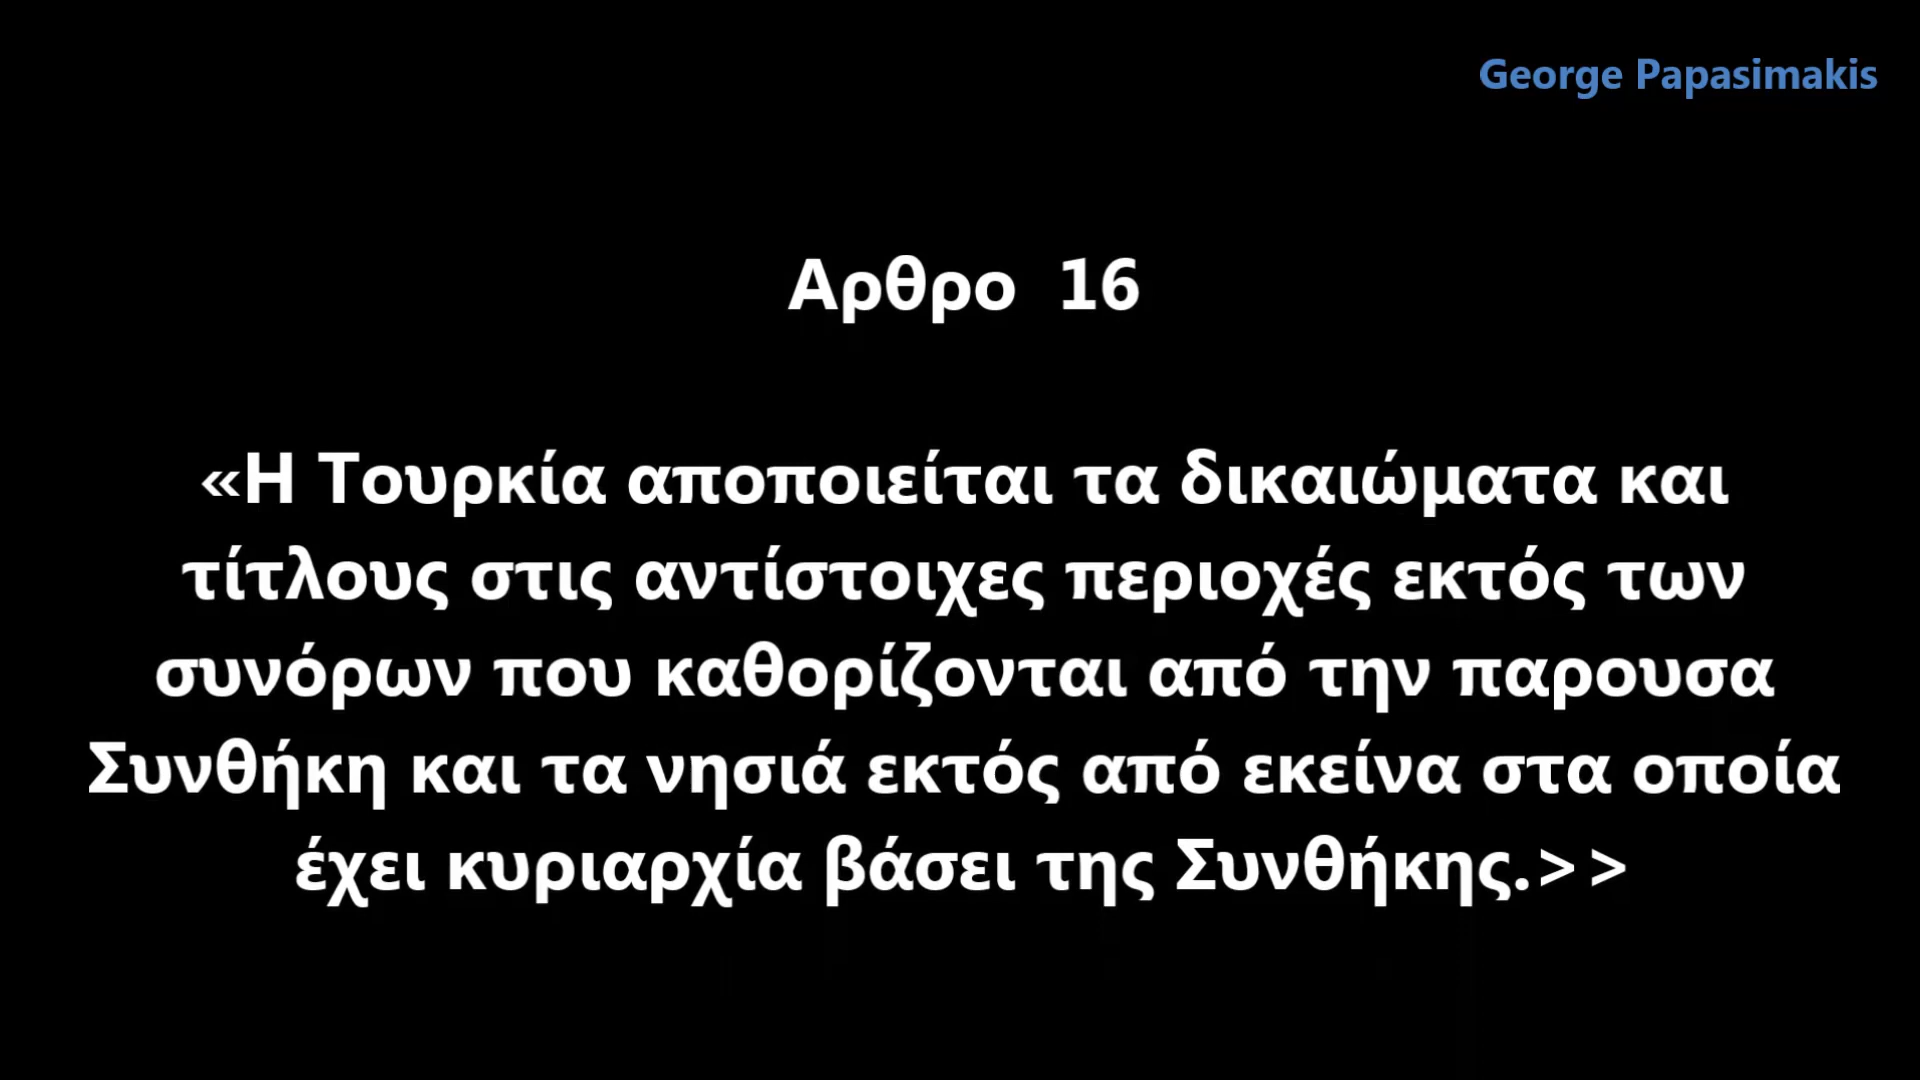 George Papasimakis
Αρθρο 16
«Η Τουρκία αποποιείται τα δικαιώματα και
τίτλους στις αντίστοιχες περιοχές εκτός των
συνόρων που καθορίζονται από την παρουσα
Συνθήκη και τα νησιά εκτός από εκείνα στα οποία
έχει κυριαρχία βάσει της Συνθήκης.>>